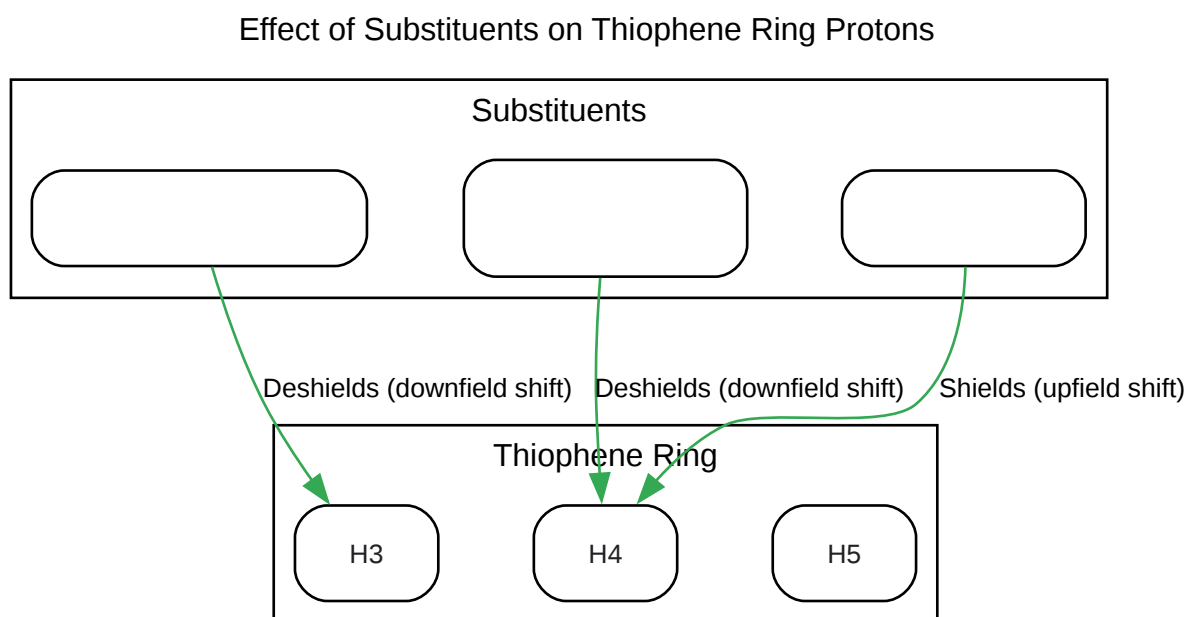 Effect of Substituents on Thiophene Ring Protons
Substituents
Deshields (downfield shift)
Deshields (downfield shift)
Shields (upfield shift)
Thiophene Ring
H3
H4
H5